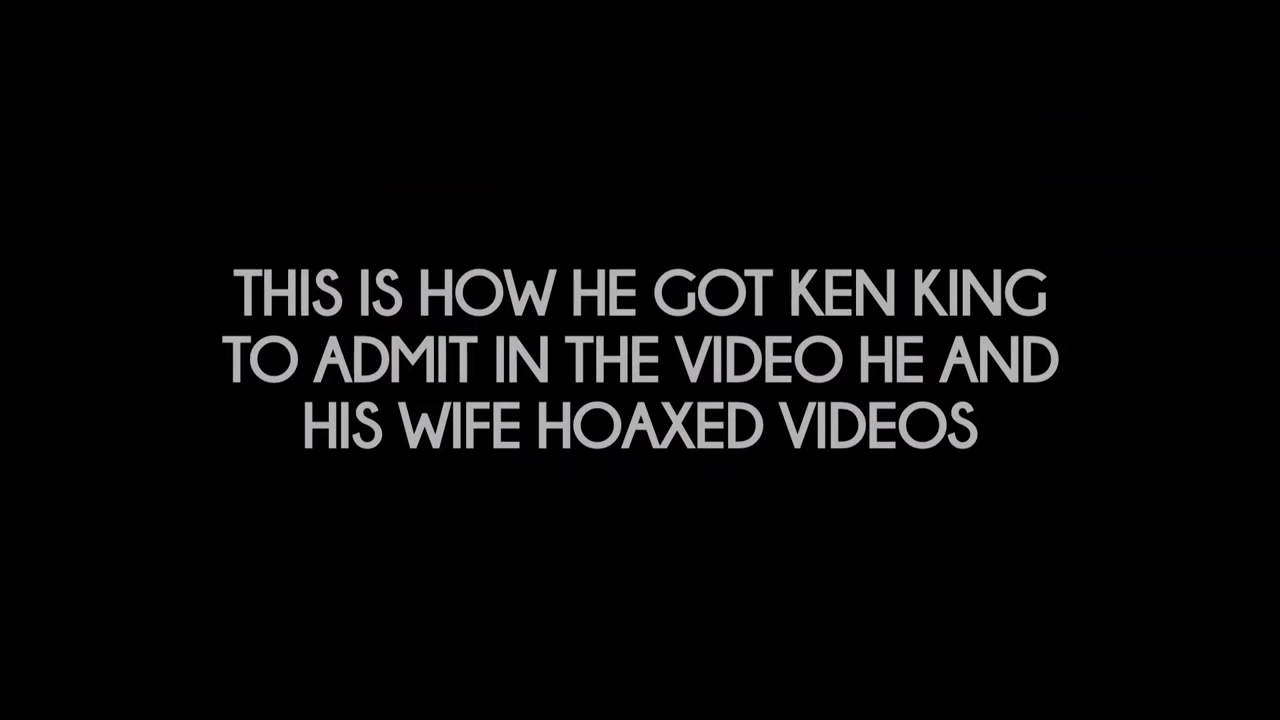 THIS IS HOW HE GOT KEN KING
TO ADMIT IN THE VIDEO HE AND
HIS WIFE HOAXED VIDEOS